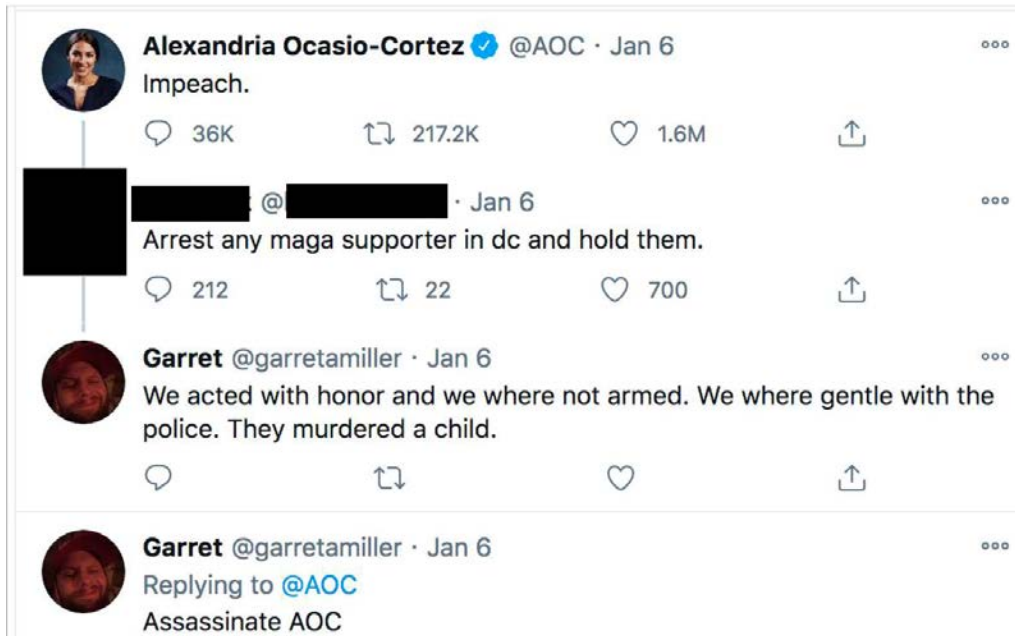 Alexandria Ocasio-Cortez @AOC · Jan 6
Impeach.
36K 217.2K 1.6M
@ · Jan 6
Arrest any maga supporter in dc and hold them.
212 22 700
Garret @garretamiller · Jan 6
We acted with honor and we where not armed. We where gentle with the
police. They murdered a child.
Garret @garretamiller · Jan 6
Replying to @AOC
Assassinate AOC